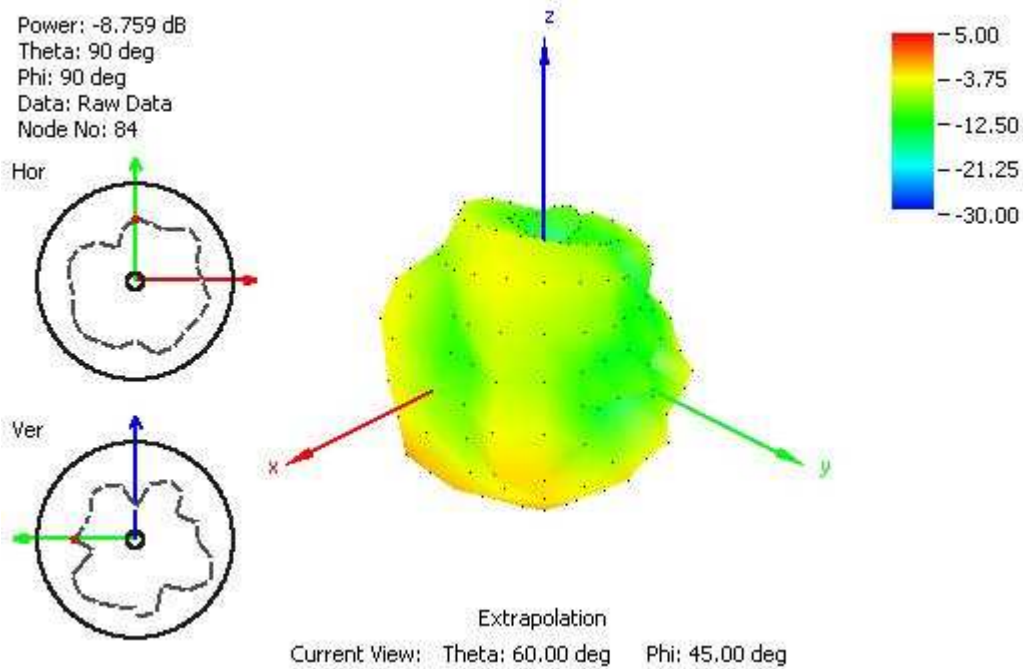 Power: -8.759 dB
Theta: 90 deg
Phi: 90 deg
Data: Raw Data
Node No: 84
Hor
Ver
z
x
y
5.00
-3.75
-12.50
-21.25
-30.00
Extrapolation
Current View: Theta: 60.00 deg Phi: 45.00 deg